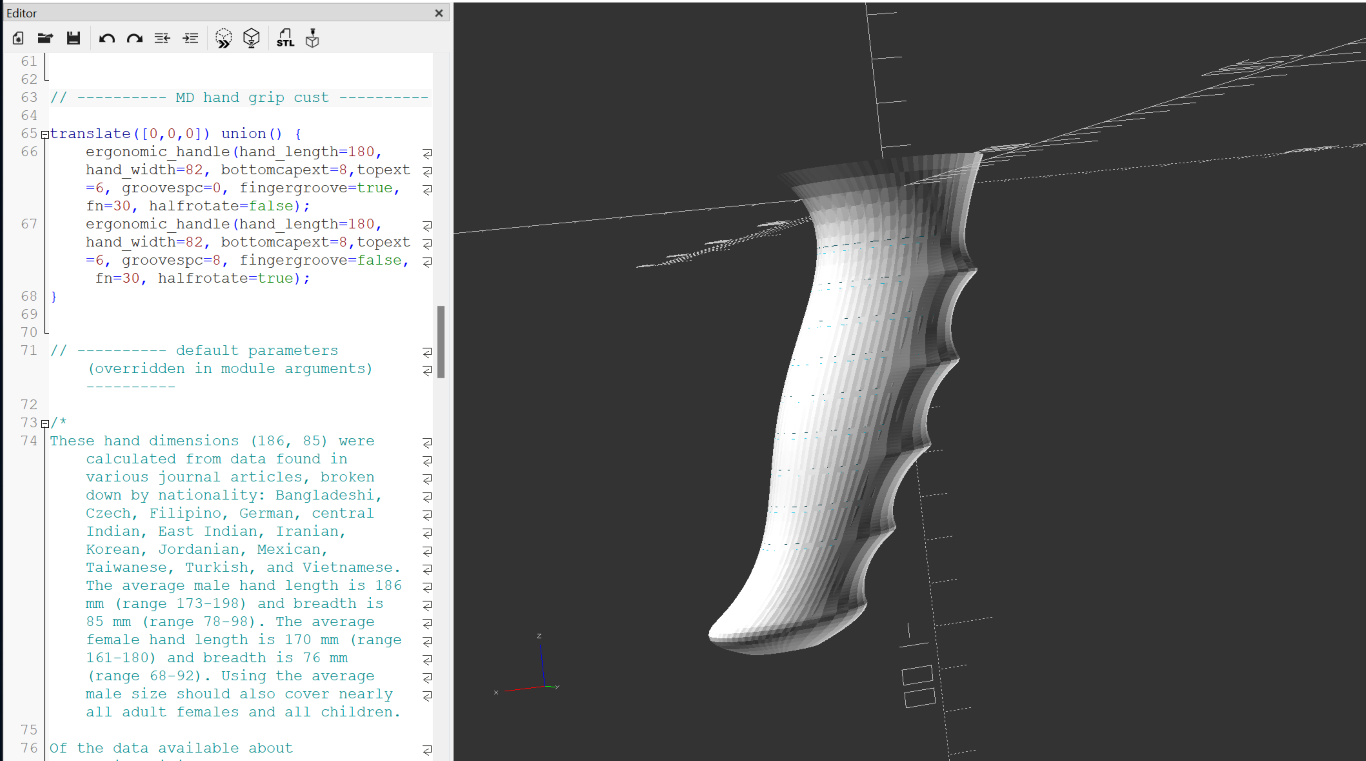 Editor
STL
61
62
63 // ---------- MD hand grip cust ----------
64
65 translate([0,0,0]) union() {
66 ergonomic_handle(hand_length=180,
hand_width=82, bottomcapext=8,topext
=6, groovespc=0, fingergroove=true,
fn=30, halfrotate=false);
67 ergonomic_handle(hand_length=180,
hand_width=82, bottomcapext=8,topext
=6, groovespc=8, fingergroove=false,
fn=30, halfrotate=true);
68 }
69
70
71 // ---------- default parameters
(overridden in module arguments)
----------
72
73 /*
74 These hand dimensions (186, 85) were
calculated from data found in
various journal articles, broken
down by nationality: Bangladeshi,
Czech, Filipino, German, central
Indian, East Indian, Iranian,
Korean, Jordanian, Mexican,
Taiwanese, Turkish, and Vietnamese.
The average male hand length is 186
mm (range 173-198) and breadth is
85 mm (range 78-98). The average
female hand length is 170 mm (range
161-180) and breadth is 76 mm
(range 68-92). Using the average
male size should also cover nearly
all adult females and all children.
75
76 Of the data available about
z
x
y